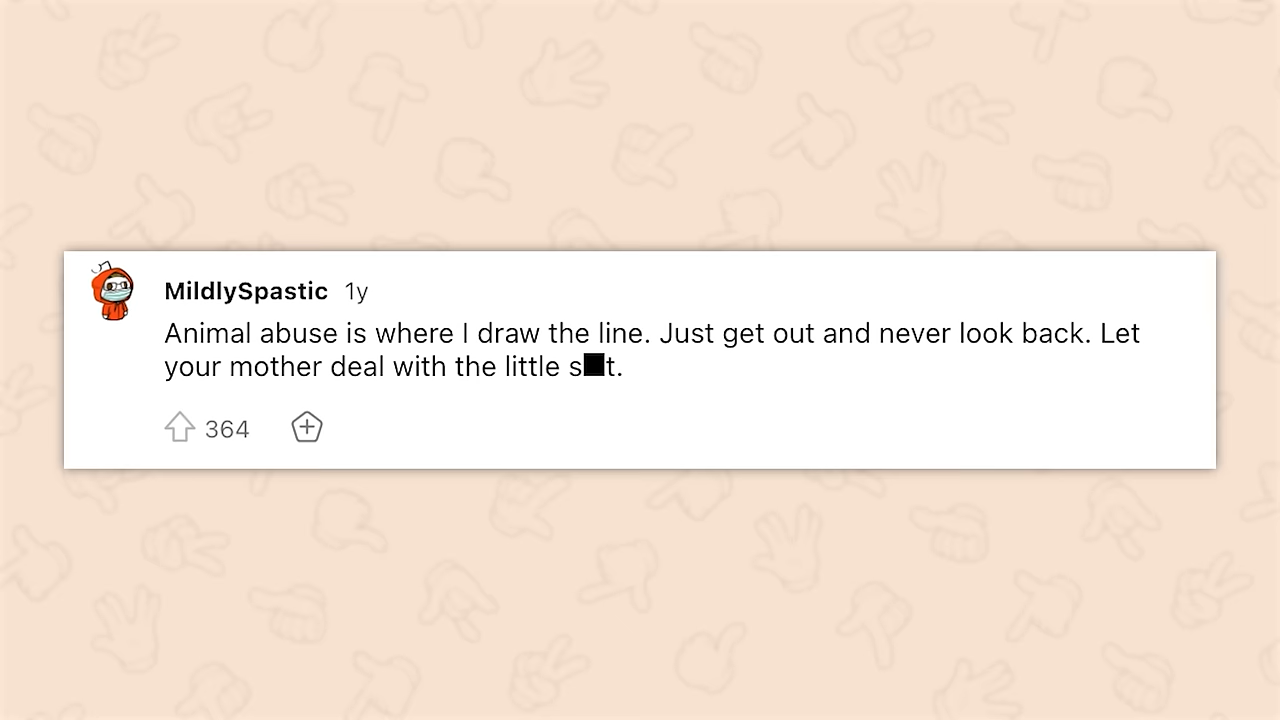 MildlySpastic 1y
Animal abuse is where I draw the line. Just get out and never look back. Let
your mother deal with the little s■t.
364